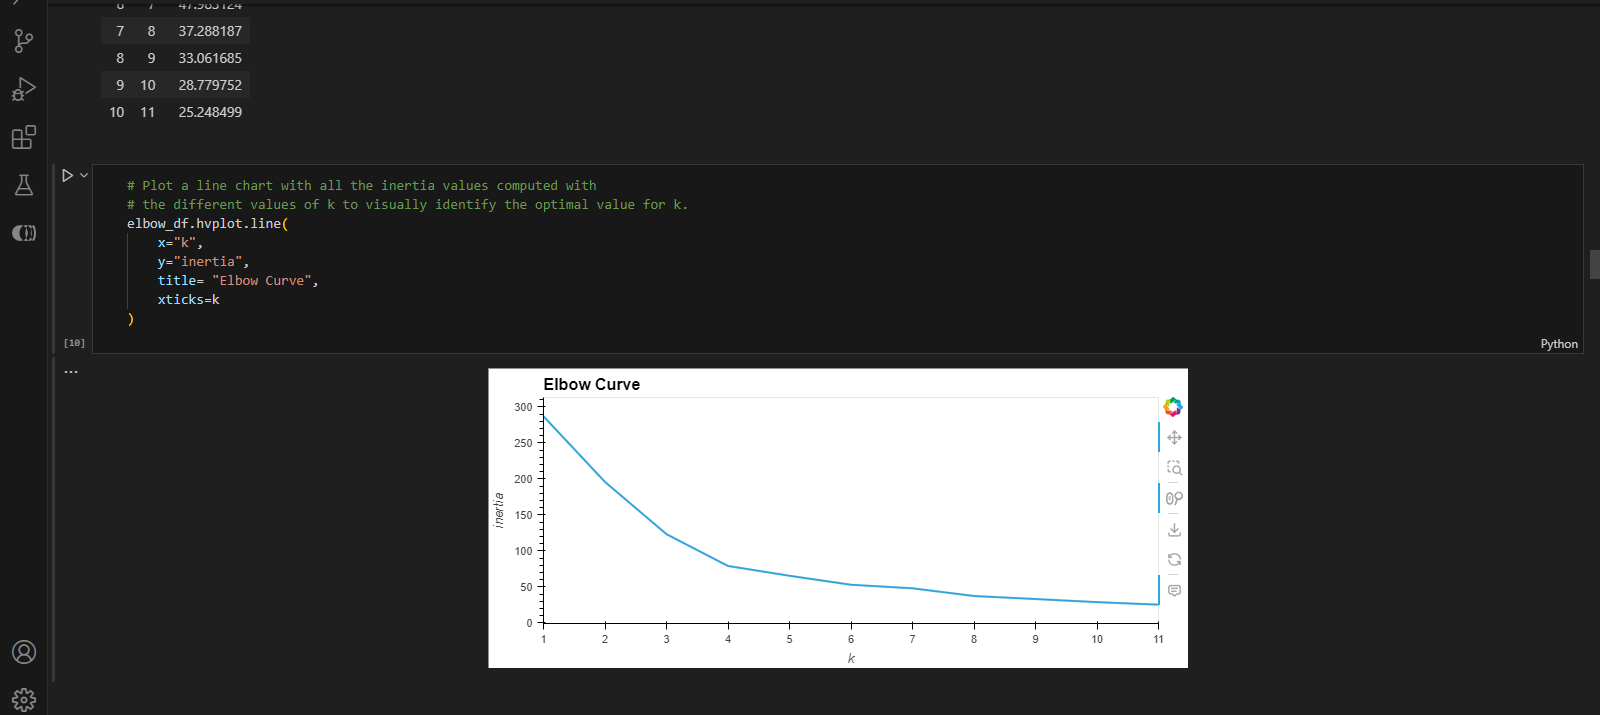 6 7 47.983124
7 8 37.288187
8 9 33.061685
9 10 28.779752
10 11 25.248499
# Plot a line chart with all the inertia values computed with
# the different values of k to visually identify the optimal value for k.
elbow_df.hvplot.line(
x="k",
y="inertia",
title= "Elbow Curve",
xticks=k
)
[10]
Python
...
Elbow Curve
300
250
200
150
100
50
0
inertia
1 2 3 4 5 6 7 8 9 10 11
k